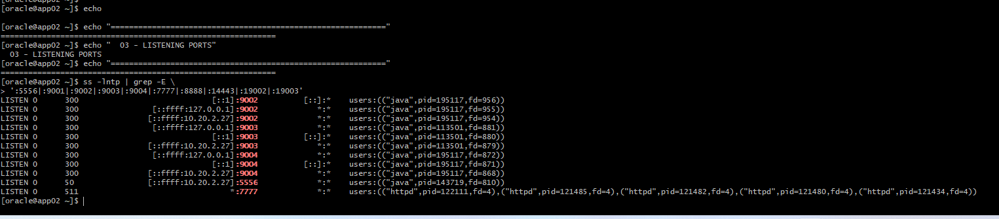 [oracle@app02 ~]$ echo

[oracle@app02 ~]$ echo "============================================================"
============================================================
[oracle@app02 ~]$ echo "  03 - LISTENING PORTS"
  03 - LISTENING PORTS
[oracle@app02 ~]$ echo "============================================================"
============================================================
[oracle@app02 ~]$ ss -lntp | grep -E \
> ':5556|:9001|:9002|:9003|:9004|:7777|:8888|:14443|:19002|:19003'
LISTEN 0      300                             [::1]:9002          [::]:*    users:(("java",pid=195117,fd=956))
LISTEN 0      300                [::ffff:127.0.0.1]:9002             *:*    users:(("java",pid=195117,fd=955))
LISTEN 0      300               [::ffff:10.20.2.27]:9002             *:*    users:(("java",pid=195117,fd=954))
LISTEN 0      300                [::ffff:127.0.0.1]:9003             *:*    users:(("java",pid=113501,fd=881))
LISTEN 0      300                             [::1]:9003          [::]:*    users:(("java",pid=113501,fd=880))
LISTEN 0      300               [::ffff:10.20.2.27]:9003             *:*    users:(("java",pid=113501,fd=879))
LISTEN 0      300                [::ffff:127.0.0.1]:9004             *:*    users:(("java",pid=195117,fd=872))
LISTEN 0      300                             [::1]:9004          [::]:*    users:(("java",pid=195117,fd=871))
LISTEN 0      300               [::ffff:10.20.2.27]:9004             *:*    users:(("java",pid=195117,fd=868))
LISTEN 0      50                [::ffff:10.20.2.27]:5556             *:*    users:(("java",pid=143719,fd=810))
LISTEN 0      511                                 *:7777             *:*    users:(("httpd",pid=122111,fd=4),("httpd",pid=121485,fd=4),("httpd",pid=121482,fd=4),("httpd",pid=121480,fd=4),("httpd",pid=121434,fd=4))
[oracle@app02 ~]$